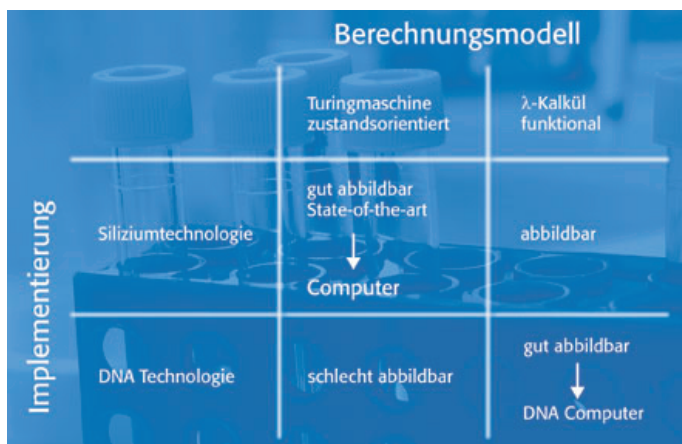 Berechnungsmodell
Turingmaschine
zustandsorientiert
λ-Kalkül
funktional
Implementierung
Siliziumtechnologie
gut abbildbar
State-of-the-art
Computer
abbildbar
DNA Technologie
schlecht abbildbar
gut abbildbar
DNA Computer